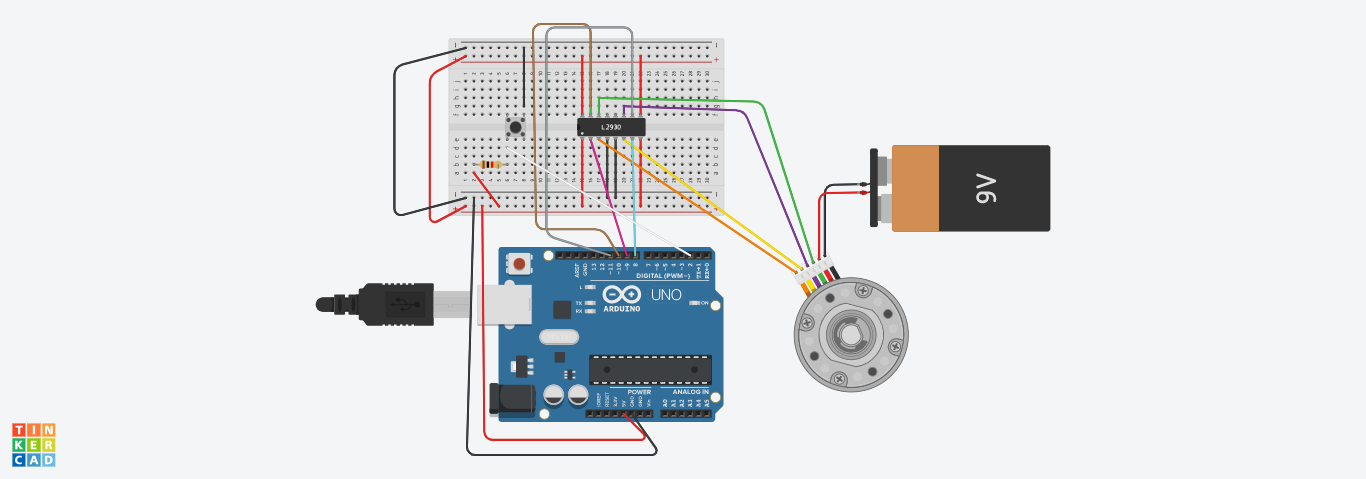 L293D
9V
AREF
GND
13
12
~11
~10
~9
8
7
~6
~5
4
~3
2
TX→1
RX←0
DIGITAL (PWM~)
L
TX
RX
UNO
ON
ARDUINO
POWER
ANALOG IN
IOREF
RESET
3.3V
5V
GND
GND
Vin
A0
A1
A2
A3
A4
A5
TIN
KER
CAD